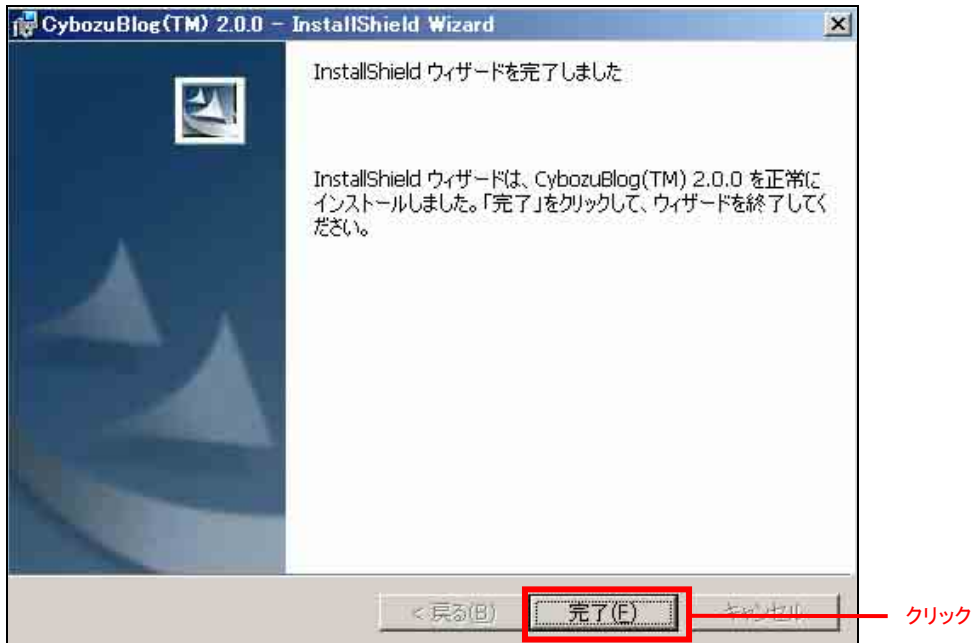 CybozuBlog(TM) 2.0.0 - InstallShield Wizard
InstallShield ウィザードを完了しました
InstallShield ウィザードは、CybozuBlog(TM) 2.0.0 を正常に
インストールしました。「完了」をクリックして、ウィザードを終了してく
ださい。
< 戻る(B) 完了(F) キャンセル
クリック